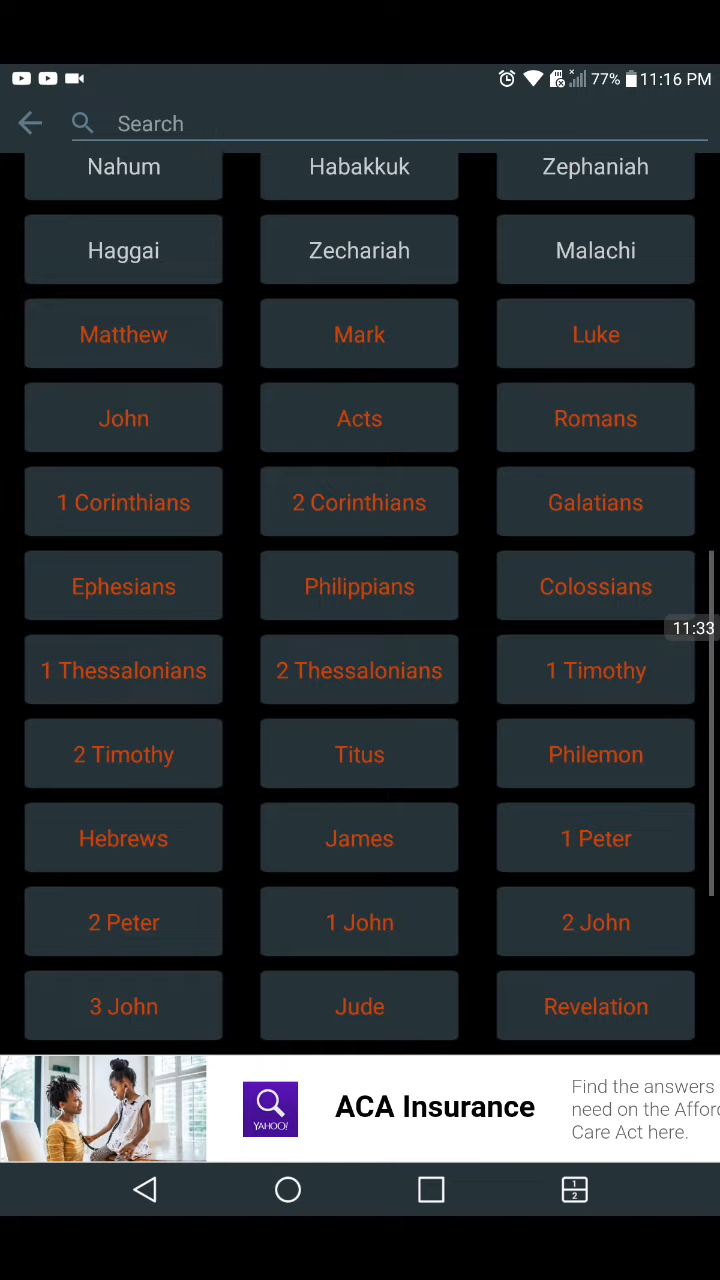 77% 11:16 PM
Search
Nahum Habakkuk Zephaniah
Haggai Zechariah Malachi
Matthew Mark Luke
John Acts Romans
1 Corinthians 2 Corinthians Galatians
Ephesians Philippians Colossians
11:33
1 Thessalonians 2 Thessalonians 1 Timothy
2 Timothy Titus Philemon
Hebrews James 1 Peter
2 Peter 1 John 2 John
3 John Jude Revelation
YAHOO!
ACA Insurance
Find the answers
need on the Affor
Care Act here.
1
2